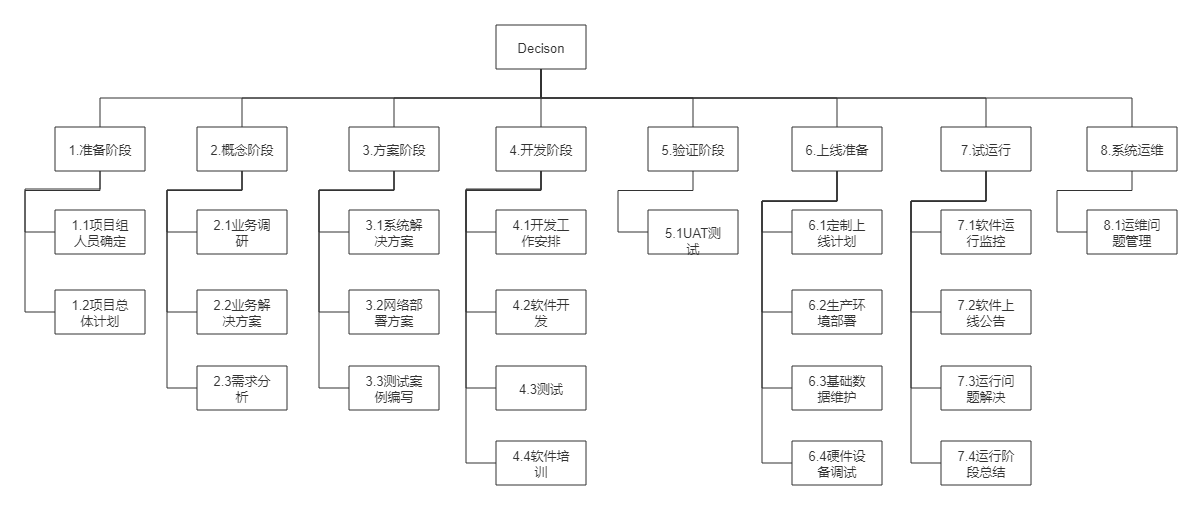 Decison
1.准备阶段
2.概念阶段
3.方案阶段
4.开发阶段
5.验证阶段
6.上线准备
7.试运行
8.系统运维
1.1项目组
人员确定
2.1业务调
研
3.1系统解
决方案
4.1开发工
作安排
5.1UAT测
试
6.1定制上
线计划
7.1软件运
行监控
8.1运维问
题管理
1.2项目总
体计划
2.2业务解
决方案
3.2网络部
署方案
4.2软件开
发
6.2生产环
境部署
7.2软件上
线公告
2.3需求分
析
3.3测试案
例编写
4.3测试
6.3基础数
据维护
7.3运行问
题解决
4.4软件培
训
6.4硬件设
备调试
7.4运行阶
段总结